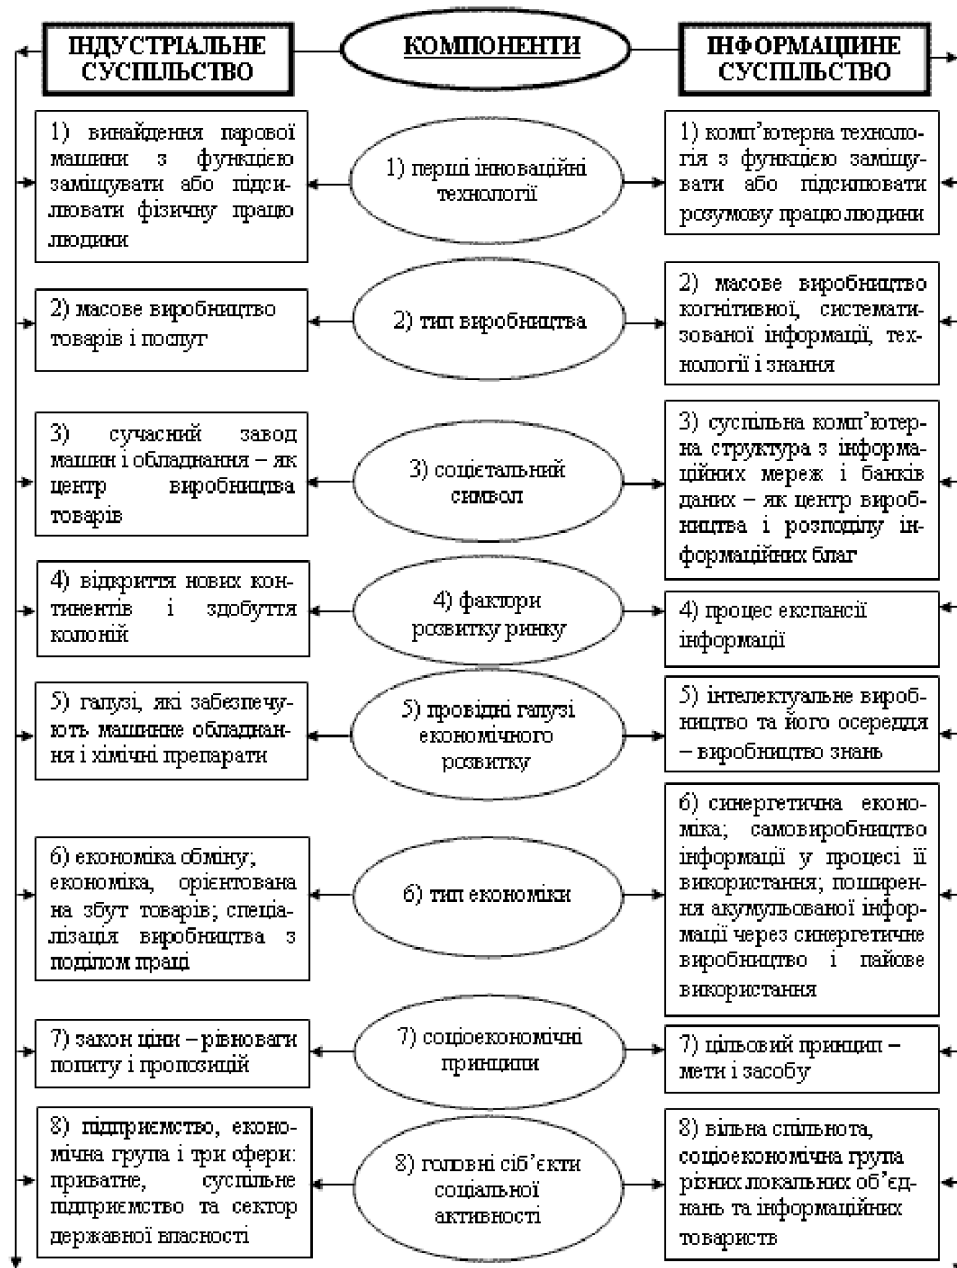 ІНДУСТРІАЛЬНЕ
СУСПІЛЬСТВО
КОМПОНЕНТИ
ІНФОРМАЦІЙНЕ
СУСПІЛЬСТВО
1) винайдення парової
машини з функцією
заміщувати або підси-
лювати фізичну працю
людини
1) перші інноваційні
технології
1) комп’ютерна техноло-
гія з функцією заміщу-
вати або підсилювати
розумову працю людини
2) масове виробництво
товарів і послуг
2) тип виробництва
2) масове виробництво
когнітивної, системати-
зованої інформації, тех-
нології і знання
3) сучасний завод
машин і обладнання – як
центр виробництва
товарів
3) соцієтальний
символ
3) суспільна комп’ютер-
на структура з інформа-
ційних мереж і банків
даних – як центр вироб-
ництва і розподілу ін-
формаційних благ
4) відкриття нових кон-
тинентів і здобуття
колоній
4) фактори
розвитку ринку
4) процес експансії
інформації
5) галузі, які забезпечу-
ють машинне обладнан-
ня і хімічні препарати
5) провідні галузі
економічного
розвитку
5) інтелектуальне вироб-
ництво та його осереддя
– виробництво знань
6) економіка обміну;
економіка, орієнтована
на збут товарів; спеціа-
лізація виробництва з
поділом праці
6) тип економіки
6) синергетична еконо-
міка; самовиробництво
інформації у процесі її
використання; поширен-
ня акумульованої інфор-
мації через синергетичне
виробництво і пайове
використання
7) закон ціни – рівноваги
попиту і пропозицій
7) соціоекономічні
принципи
7) цільовий принцип –
мети і засобу
8) підприємство, еконо-
мічна група і три сфери:
приватне, суспільне
підприємство та сектор
державної власності
8) головні сіб’єкти
соціальної
активності
8) вільна спільнота,
соціоекономічна група
різних локальних об’єд-
нань та інформаційних
товариств